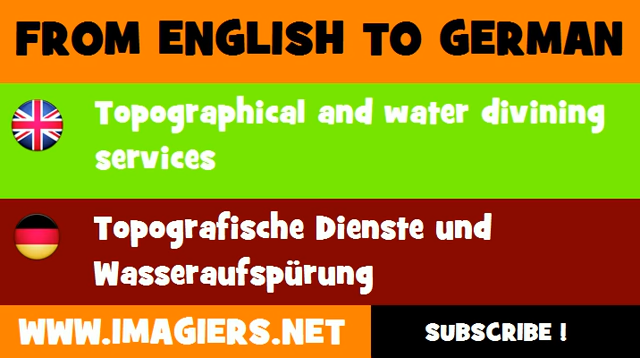 FROM ENGLISH TO GERMAN
Topographical and water divining
services
Topografische Dienste und
Wasseraufspürung
WWW.IMAGIERS.NET
SUBSCRIBE !